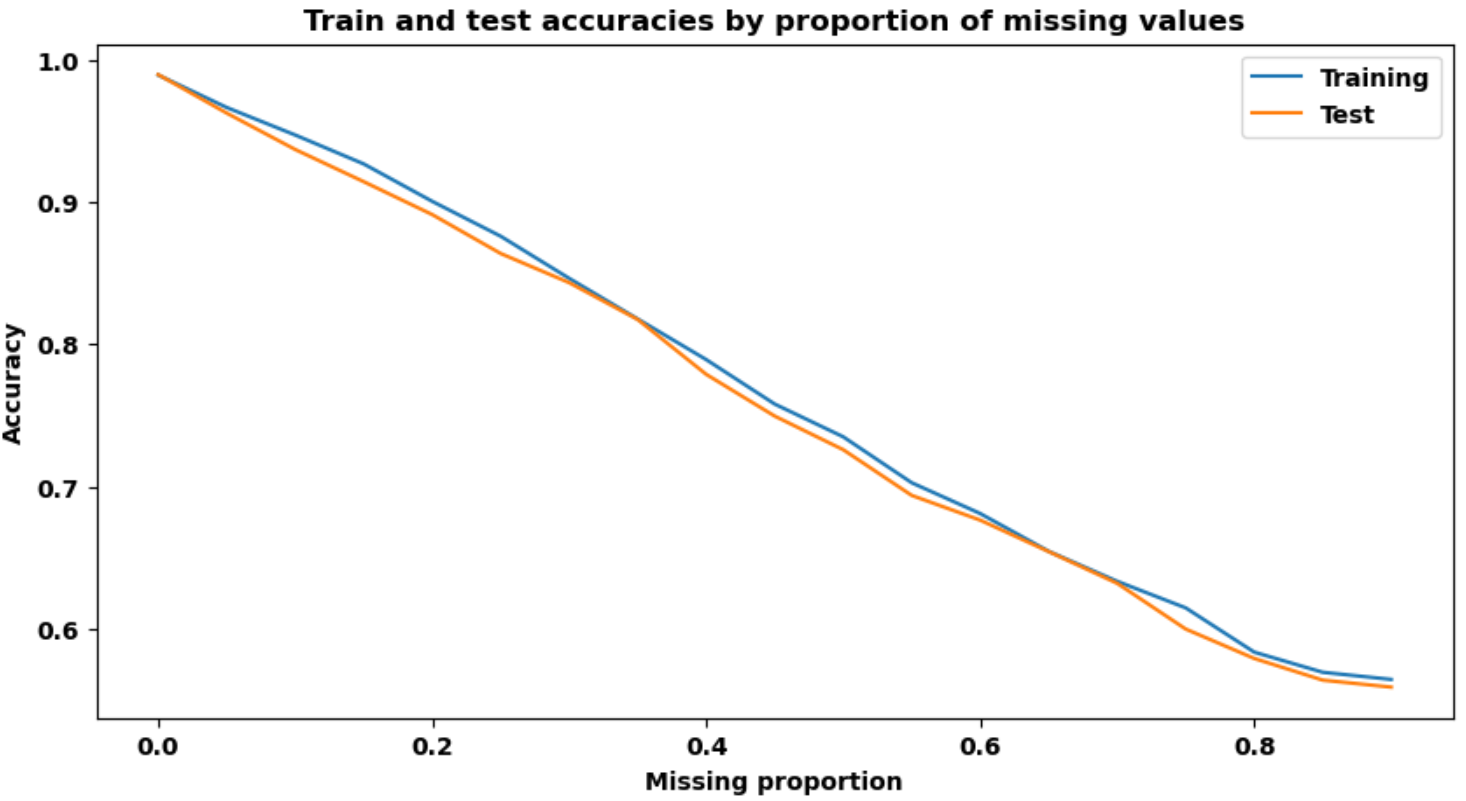 Train and test accuracies by proportion of missing values
Training
Test
1.0
0.9
0.8
0.7
0.6
Accuracy
0.0 0.2 0.4 0.6 0.8
Missing proportion